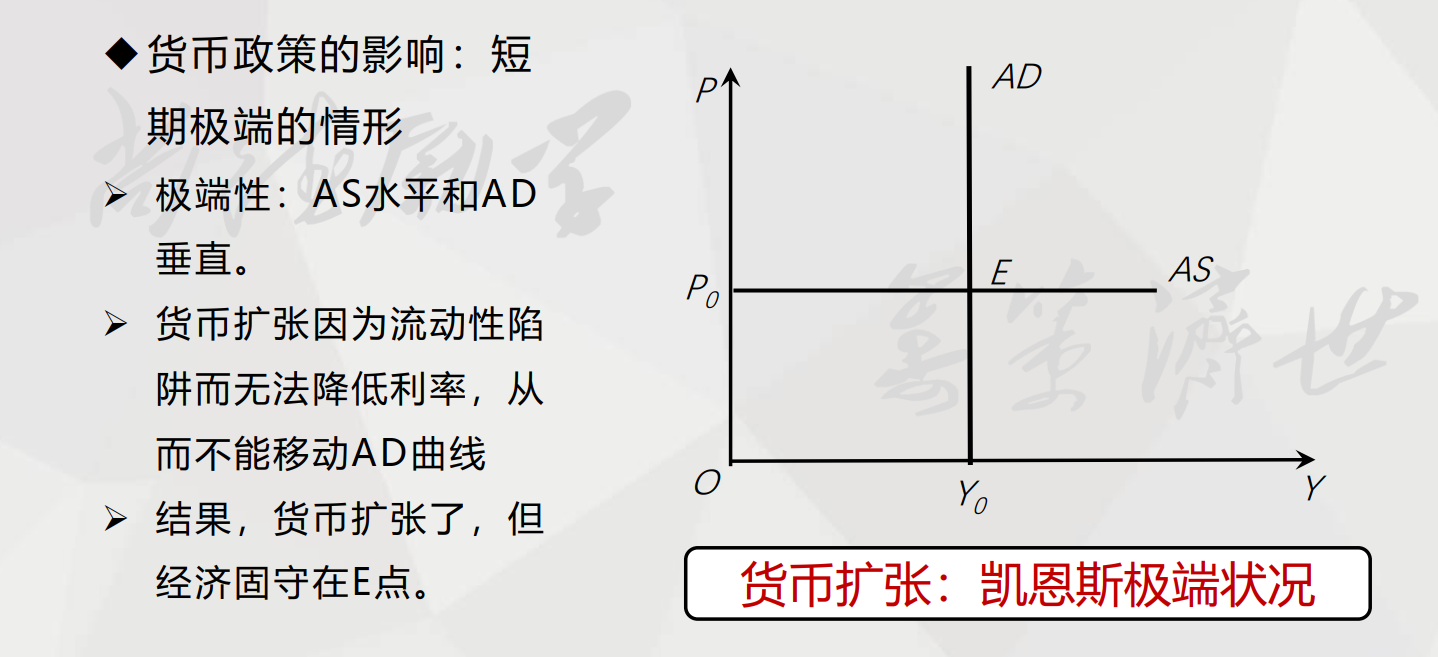 ◆货币政策的影响：短
期极端的情形
➢ 极端性：AS水平和AD
垂直。
➢ 货币扩张因为流动性陷
阱而无法降低利率，从
而不能移动AD曲线
➢ 结果，货币扩张了，但
经济固守在E点。
P
AD
E
AS
P₀
O
Y₀
Y
货币扩张：凯恩斯极端状况